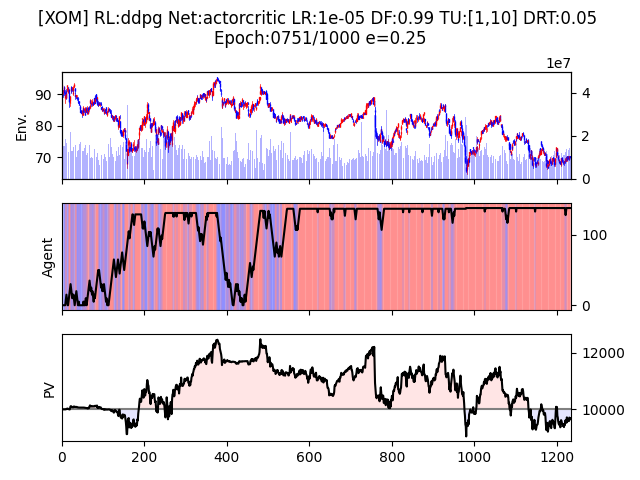 [XOM] RL:ddpg Net:actorcritic LR:1e-05 DF:0.99 TU:[1,10] DRT:0.05
Epoch:0751/1000 e=0.25
1e7
Env.
90
80
70
4
2
0
Agent
100
0
PV
12000
10000
0
200
400
600
800
1000
1200